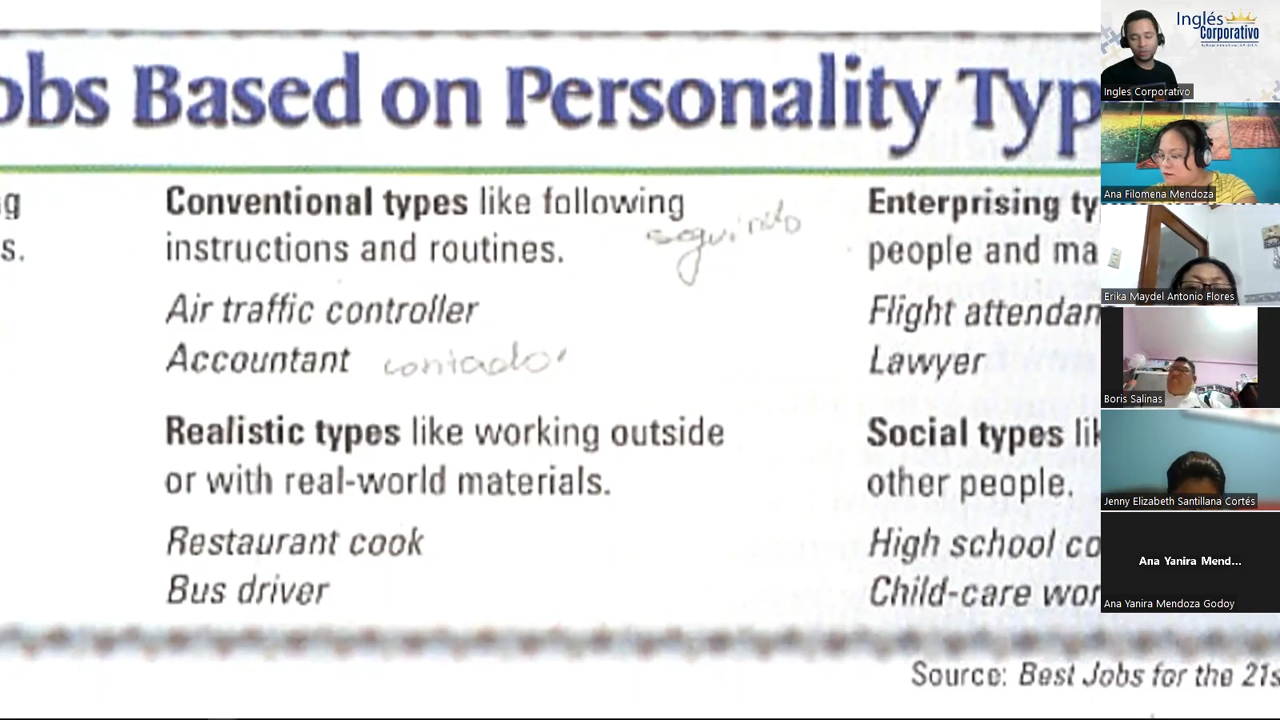 obs Based on Personality Typ
g
s.
Conventional types like following
seguindo
instructions and routines.
Air traffic controller
Accountant contador
Realistic types like working outside
or with real-world materials.
Restaurant cook
Bus driver
Enterprising ty
people and ma
Flight attendan
Lawyer
Social types lik
other people.
High school co
Child-care wor
Source: Best Jobs for the 21s
Inglés
Corporativo
Ingles Corporativo
Ana Filomena Mendoza
Erika Maydel Antonio Flores
Boris Salinas
Jenny Elizabeth Santillana Cortés
Ana Yanira Mend...
Ana Yanira Mendoza Godoy